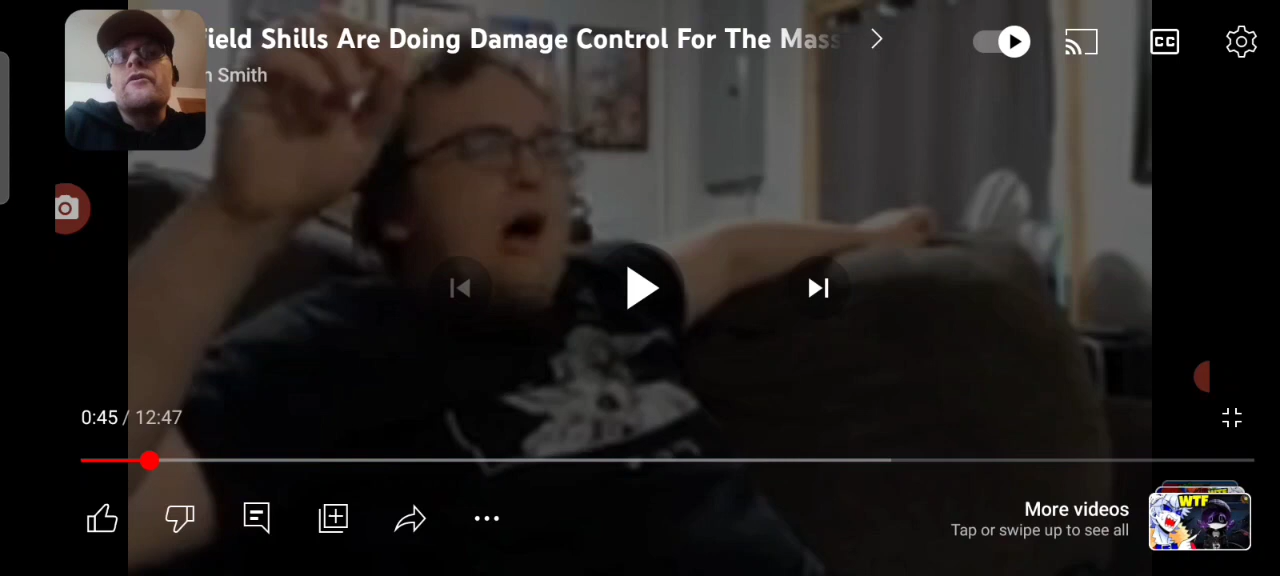 ield Shills Are Doing Damage Control For The Mass
n Smith
CC
0:45 / 12:47
More videos
Tap or swipe up to see all
WTF